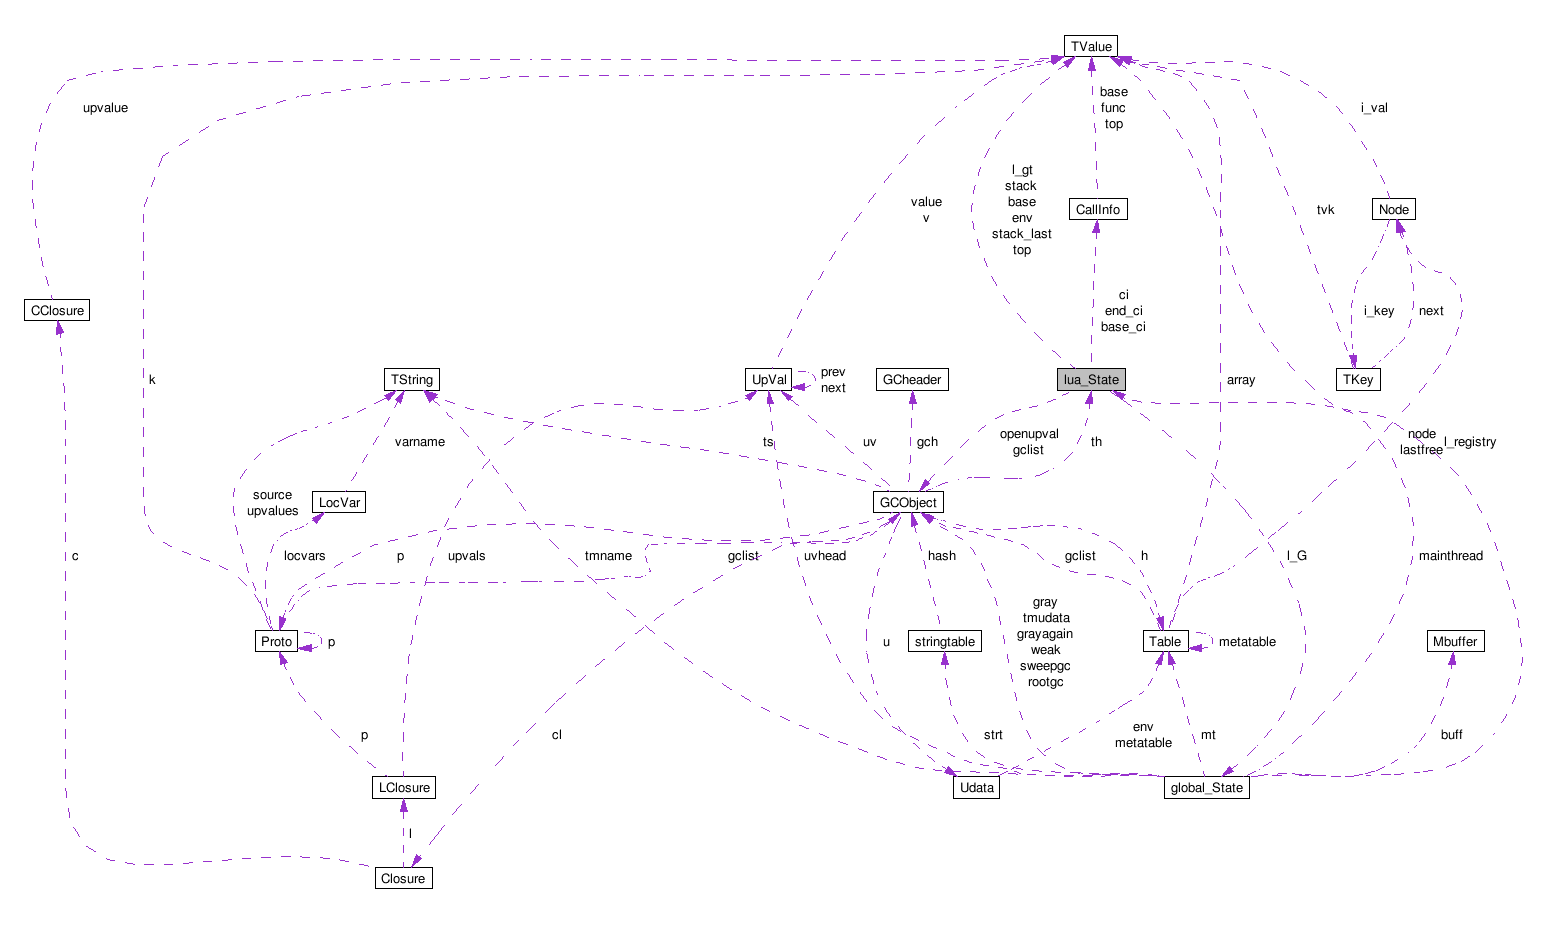 TValue
upvalue
base
func
top
i_val
l_gt
stack
base
env
stack_last
top
value
v
CallInfo
tvk
Node
CClosure
ci
end_ci
base_ci
i_key
next
k
TString
UpVal
prev
next
GCheader
lua_State
array
TKey
varname
ts
uv
gch
openupval
gclist
th
node
lastfree
l_registry
source
upvalues
LocVar
GCObject
c
locvars
p
upvals
tmname
gclist
uvhead
hash
gclist
h
l_G
mainthread
gray
tmudata
grayagain
weak
sweepgc
rootgc
Proto
p
u
stringtable
Table
metatable
Mbuffer
p
cl
strt
env
metatable
mt
buff
LClosure
Udata
global_State
l
Closure